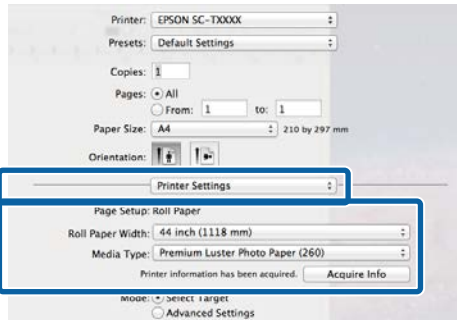 Printer: EPSON SC-TXXXX
Presets: Default Settings
Copies: 1
Pages: All
From: 1 to: 1
Paper Size: A4 210 by 297 mm
Orientation:
Printer Settings
Page Setup: Roll Paper
Roll Paper Width: 44 inch (1118 mm)
Media Type: Premium Luster Photo Paper (260)
Printer information has been acquired. Acquire Info
Mode: Select Target
Advanced Settings